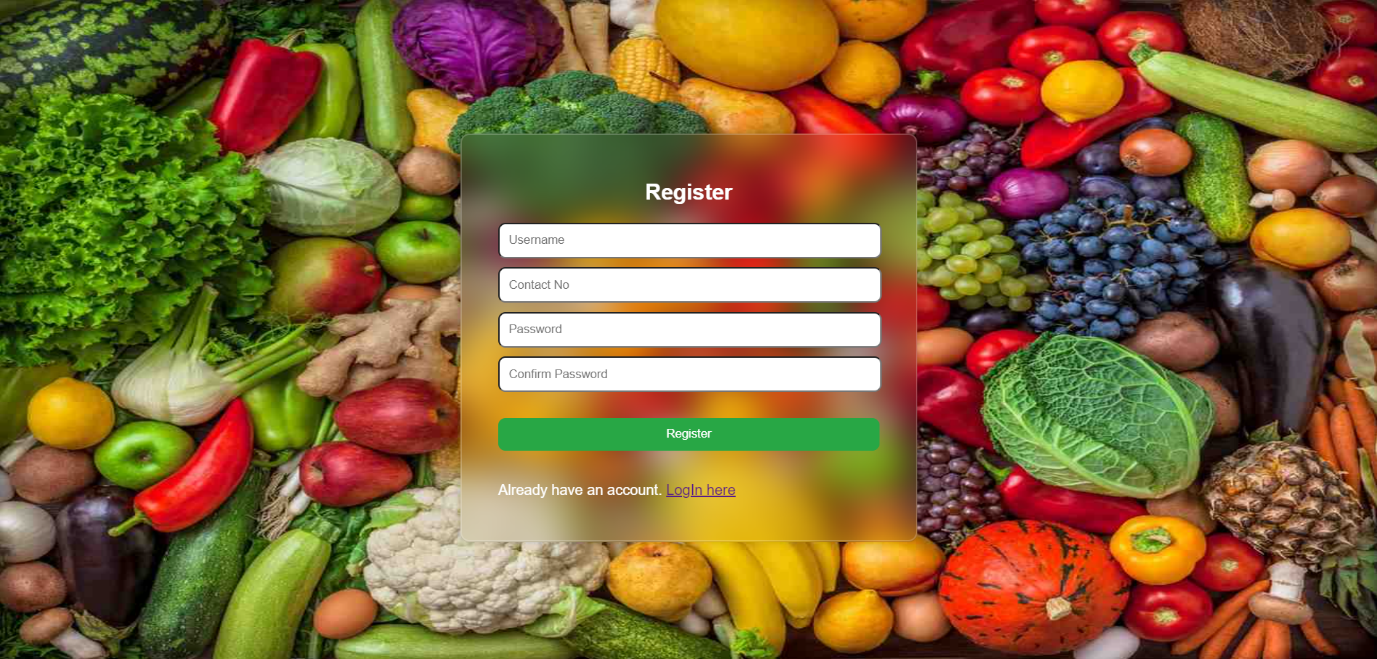 Register
Username
Contact No
Password
Confirm Password
Register
Already have an account. LogIn here